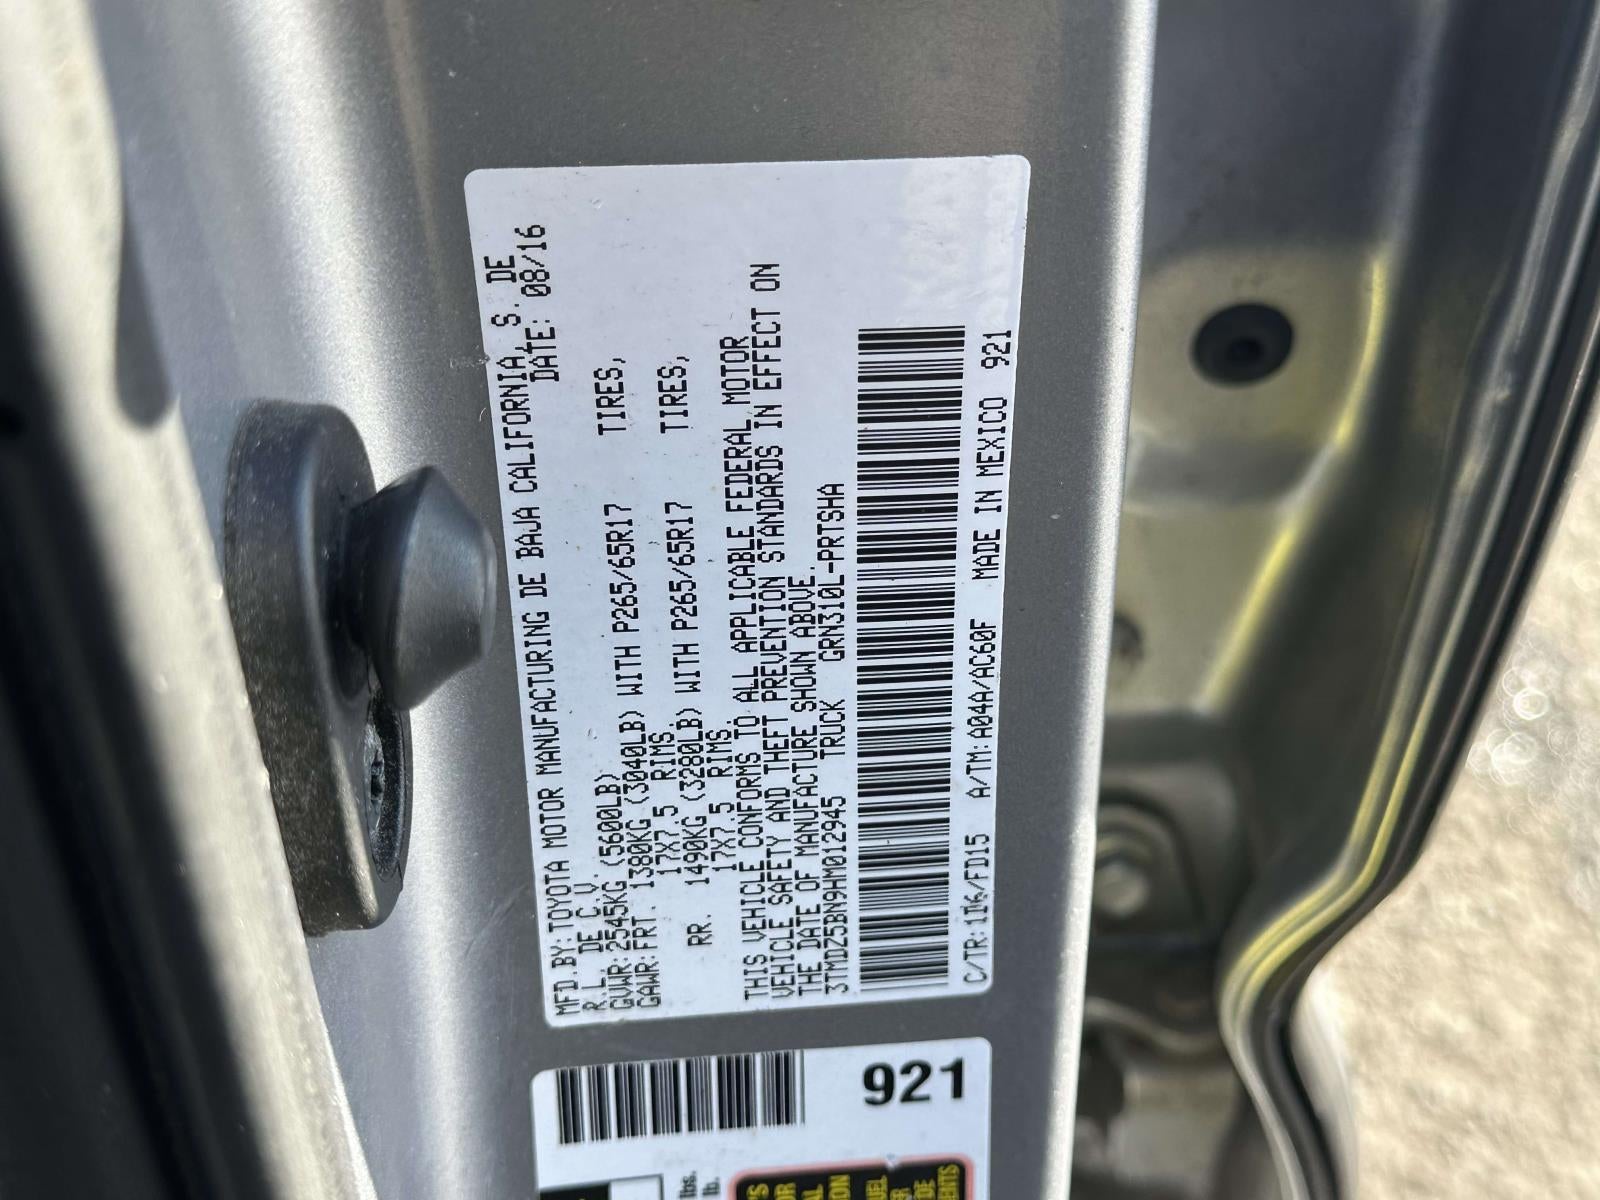 MFD.BY:TOYOTA MOTOR MANUFACTURING DE BAJA CALIFORNIA, S. DE
R.L. DE C.V. DATE: 08/16
GVWR:2545KG (5600LB)
GAWR:FRT. 1380KG (3040LB) WITH P265/65R17 TIRES,
17X7.5 RIMS.
RR. 1490KG (3280LB) WITH P265/65R17 TIRES,
17X7.5 RIMS.
THIS VEHICLE CONFORMS TO ALL APPLICABLE FEDERAL MOTOR
VEHICLE SAFETY AND THEFT PREVENTION STANDARDS IN EFFECT ON
THE DATE OF MANUFACTURE SHOWN ABOVE.
3TMDZ5BN9HM012945 TRUCK GRN310L-PRTSHA
C/TR:1D6/FD15 A/TM:A04A/AC60F MADE IN MEXICO 921
921
lbs.
lb.